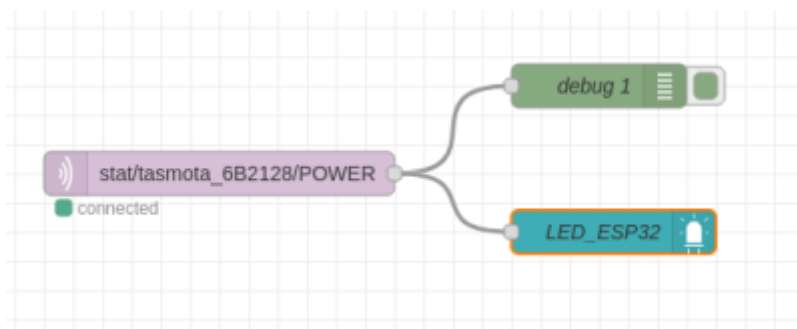 debug 1
stat/tasmota_6B2128/POWER
connected
LED_ESP32